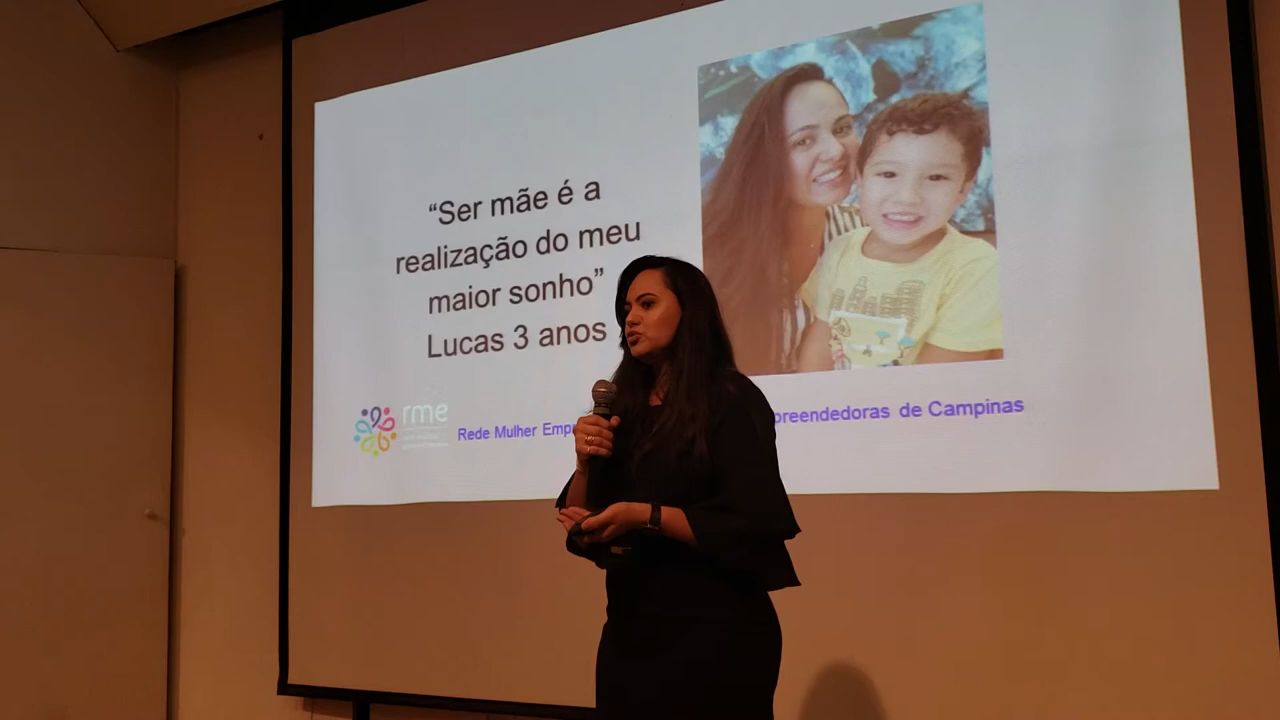 “Ser mãe é a
realização do meu
maior sonho”
Lucas 3 anos
rme
Rede Mulher Emp
preendedoras de Campinas